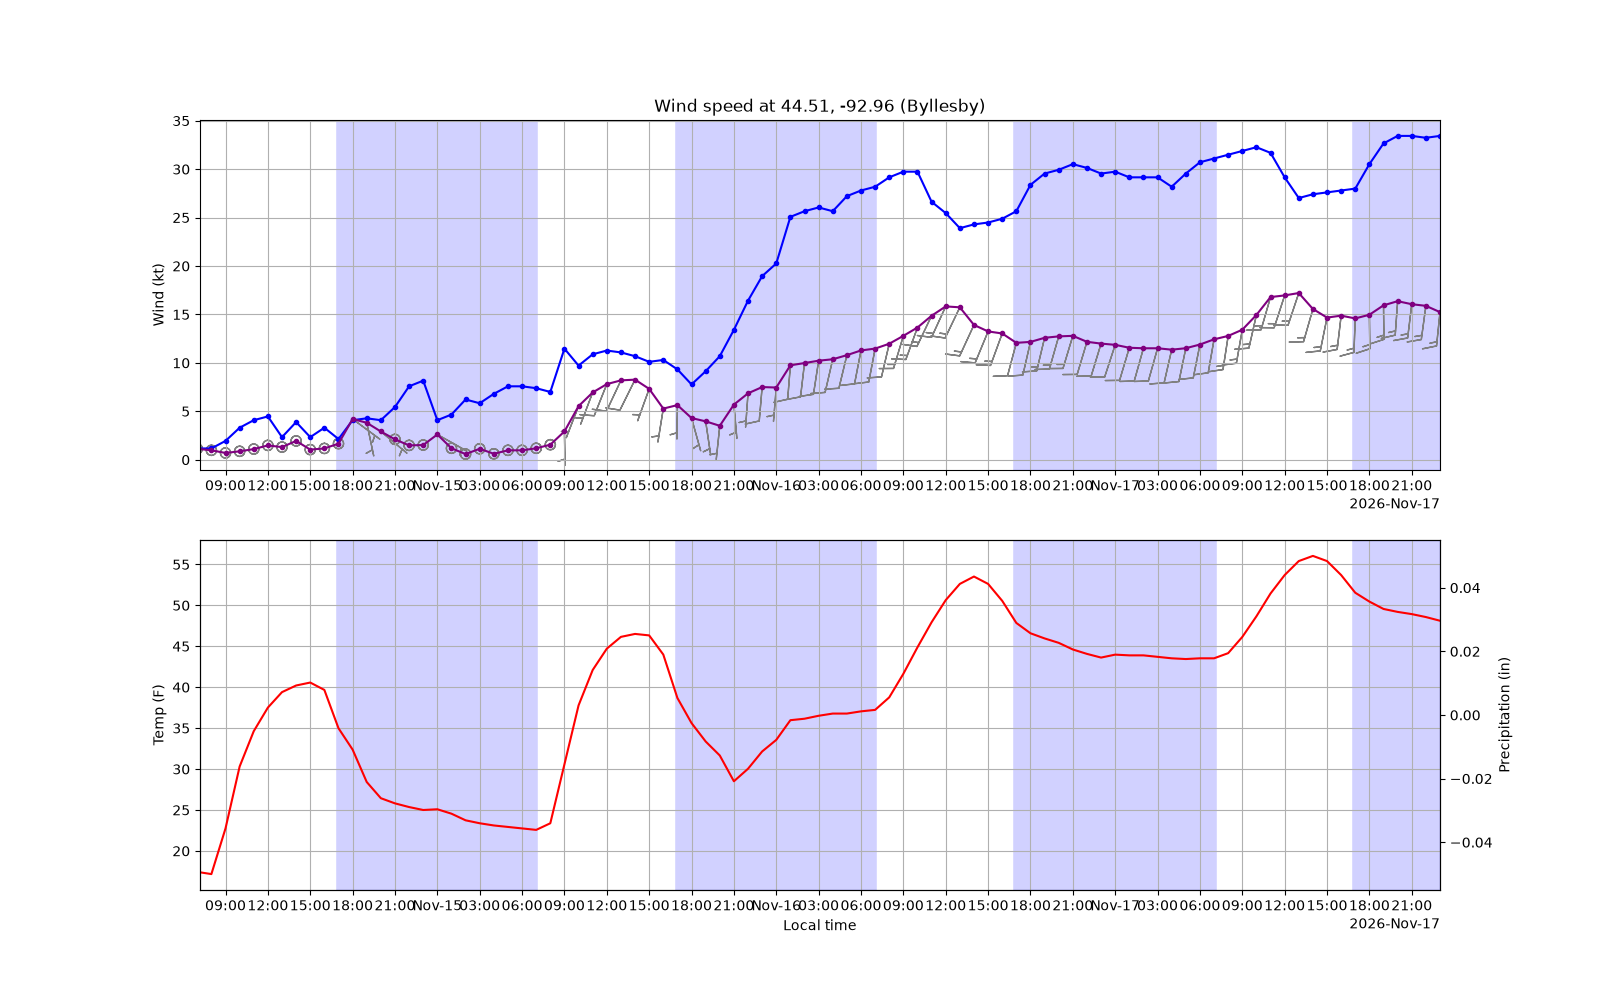 Wind speed at 44.51, -92.96 (Byllesby)
35
30
25
20
15
10
5
0
Wind (kt)
09:00 12:00 15:00 18:00 21:00 Nov-15 03:00 06:00 09:00 12:00 15:00 18:00 21:00 Nov-16 03:00 06:00 09:00 12:00 15:00 18:00 21:00 Nov-17 03:00 06:00 09:00 12:00 15:00 18:00 21:00
2026-Nov-17
55
50
45
40
35
30
25
20
Temp (F)
0.04
0.02
0.00
−0.02
−0.04
Precipitation (in)
09:00 12:00 15:00 18:00 21:00 Nov-15 03:00 06:00 09:00 12:00 15:00 18:00 21:00 Nov-16 03:00 06:00 09:00 12:00 15:00 18:00 21:00 Nov-17 03:00 06:00 09:00 12:00 15:00 18:00 21:00
Local time
2026-Nov-17